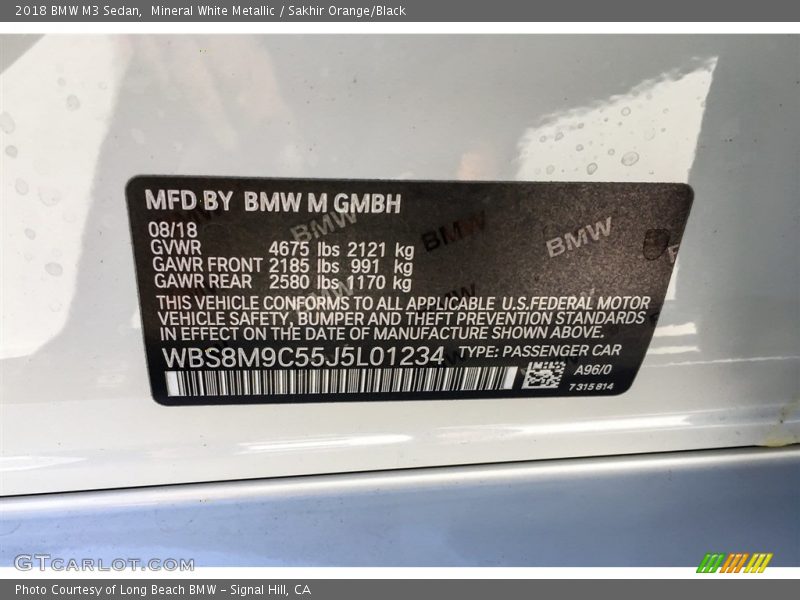 2018 BMW M3 Sedan,  Mineral White Metallic / Sakhir Orange/Black
MFD BY BMW M GMBH
08/18
GVWR 4675 lbs 2121 kg
GAWR FRONT 2185 lbs 991 kg
GAWR REAR 2580 lbs 1170 kg
THIS VEHICLE CONFORMS TO ALL APPLICABLE U.S.FEDERAL MOTOR
VEHICLE SAFETY, BUMPER AND THEFT PREVENTION STANDARDS
IN EFFECT ON THE DATE OF MANUFACTURE SHOWN ABOVE.
WBS8M9C55J5L01234 TYPE: PASSENGER CAR
A96/0
7 315 814
BMW BMW BMW
GTCARLOT.COM
Photo Courtesy of Long Beach BMW – Signal Hill, CA